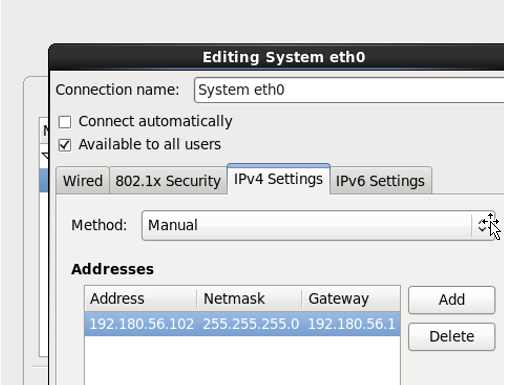 Editing System eth0
Connection name: System eth0
Connect automatically
Available to all users
Wired 802.1x Security IPv4 Settings IPv6 Settings
Method: Manual
Addresses
Address Netmask Gateway Add
192.180.56.102 255.255.255.0 192.180.56.1
Delete